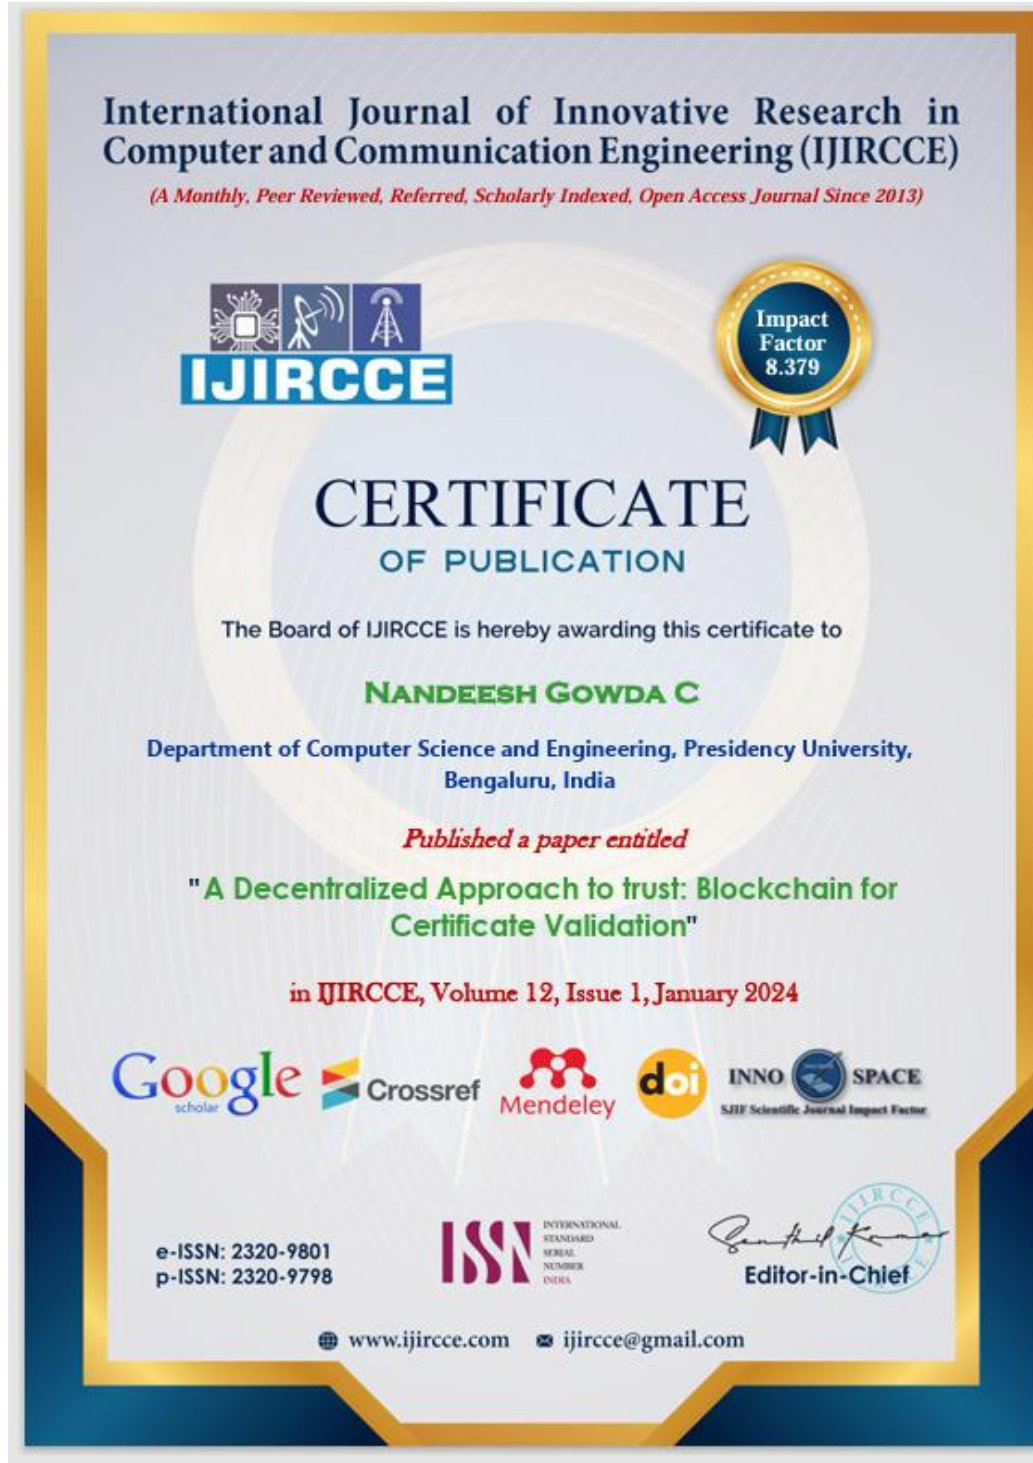 International Journal of Innovative Research in
Computer and Communication Engineering (IJIRCCE)
(A Monthly, Peer Reviewed, Referred, Scholarly Indexed, Open Access Journal Since 2013)
IJIRCCE
Impact
Factor
8.379
CERTIFICATE
OF PUBLICATION
The Board of IJIRCCE is hereby awarding this certificate to
NANDEESH GOWDA C
Department of Computer Science and Engineering, Presidency University,
Bengaluru, India
Published a paper entitled
"A Decentralized Approach to trust: Blockchain for
Certificate Validation"
in IJIRCCE, Volume 12, Issue 1, January 2024
Google
scholar
Crossref
Mendeley
doi
INNO SPACE
SJIF Scientific Journal Impact Factor
e-ISSN: 2320-9801
p-ISSN: 2320-9798
ISSN
INTERNATIONAL
STANDARD
SERIAL
NUMBER
INDIA
Senthil Kumar
IJIRCCE
IJIRCCE
Editor-in-Chief
www.ijircce.com
ijircce@gmail.com